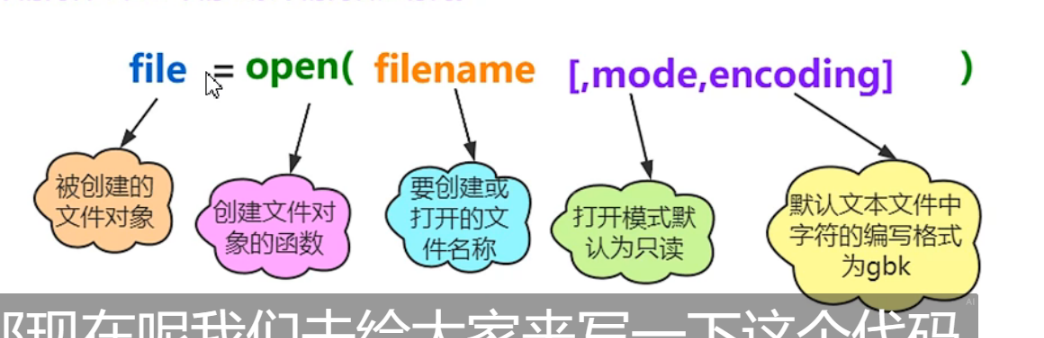 file = open( filename [,mode,encoding] )
被创建的
文件对象
创建文件对
象的函数
要创建或
打开的文
件名称
打开模式默
认为只读
默认文本文件中
字符的编写格式
为gbk
现在呢我们去给大家来写一下这个代码